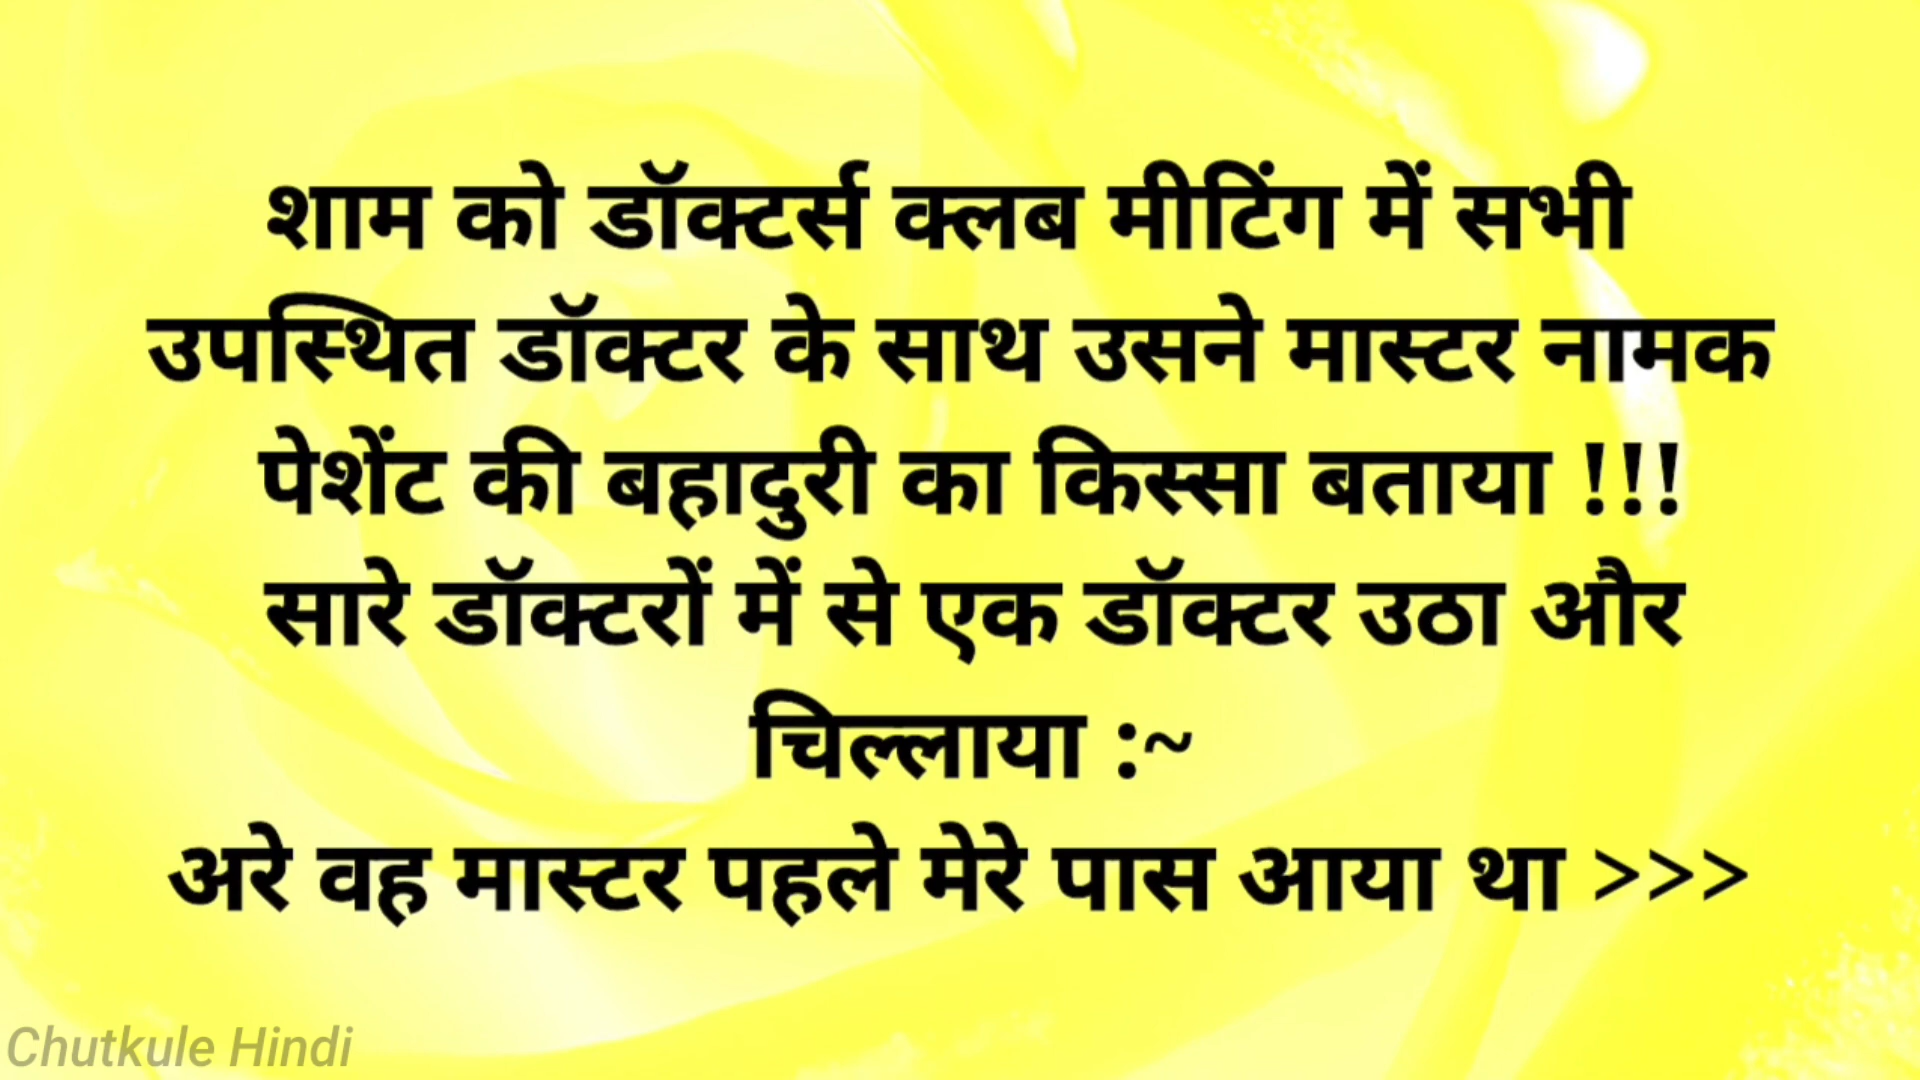 शाम को डॉक्टर्स क्लब मीटिंग में सभी
उपस्थित डॉक्टर के साथ उसने मास्टर नामक
पेशेंट की बहादुरी का किस्सा बताया !!!
सारे डॉक्टरों में से एक डॉक्टर उठा और
चिल्लाया :~
अरे वह मास्टर पहले मेरे पास आया था >>>
Chutkule Hindi